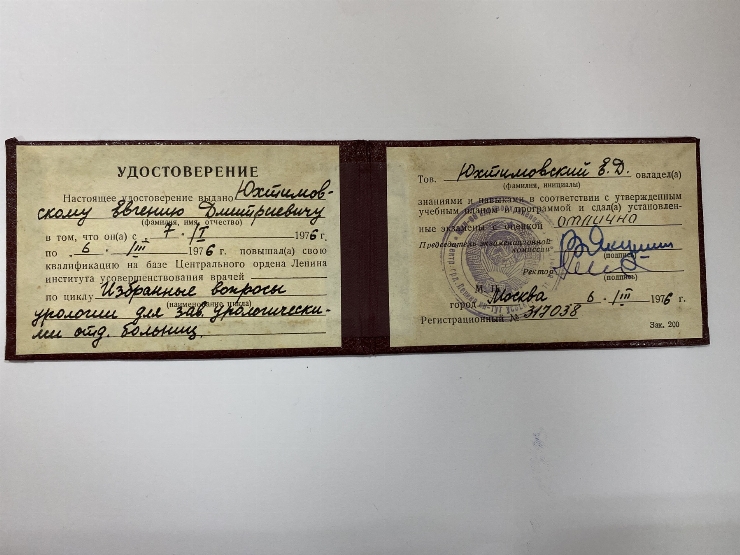 УДОСТОВЕРЕНИЕ
Настоящее удостоверение выдано Юхтимов-
скому Евгению Дмитриевичу
(фамилия, имя, отчество)
в том, что он(а) с 7 · I 1976 г.
по 6 · III 1976 г. повышал(а) свою
квалификацию на базе Центрального ордена Ленина
института усовершенствования врачей
по циклу Избранные вопросы
(наименование цикла)
урологии для зав. урологически-
ми отд. больниц.
Тов. Юхтимовский Е.Д. овладел(а)
(фамилия, инициалы)
знаниями и навыками в соответствии с утвержденным
учебным планом и программой и сдал(а) установлен-
ные экзамены с оценкой отлично
Председатель экзаменационной
комиссии
(подпись)
Ректор
(подпись)
М. П.
город Москва 6 · III 1976 г.
Регистрационный № 317038
Зак. 200